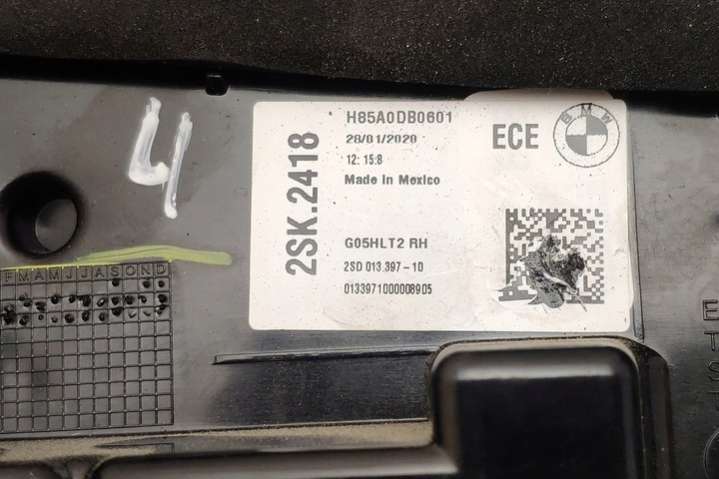 4
H85A0DB0601
28/01/2020
12: 15:8
Made In Mexico
ECE
BMW
2SK.2418
G05HLT2 RH
2SD 013.397-10
0133971000008905
F M A M J J A S O N D
E
T
S